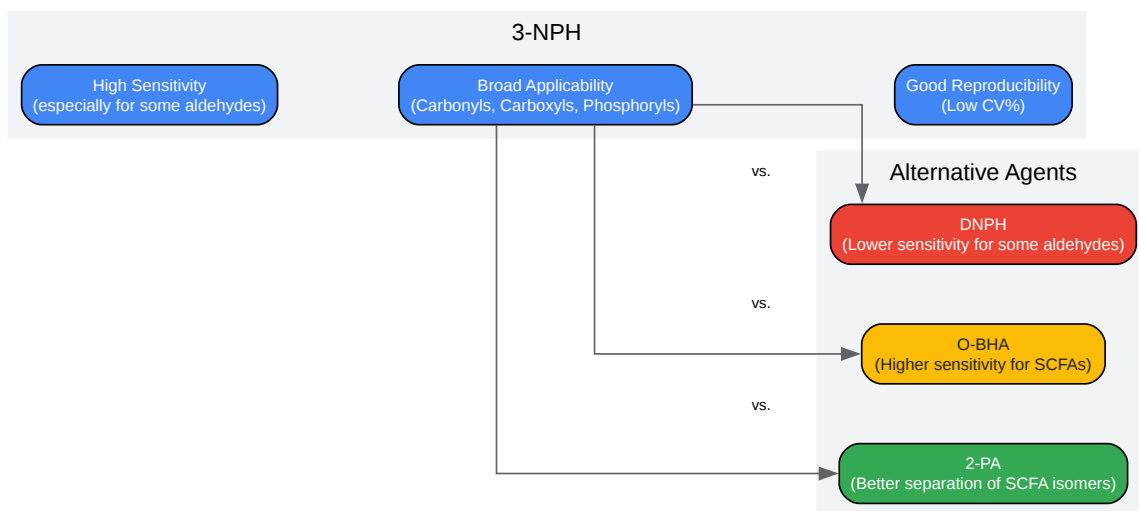 3-NPH
High Sensitivity
(especially for some aldehydes)
Broad Applicability
(Carbonyls, Carboxyls, Phosphoryls)
Good Reproducibility
(Low CV%)
vs.
Alternative Agents
DNPH
(Lower sensitivity for some aldehydes)
vs.
O-BHA
(Higher sensitivity for SCFAs)
vs.
2-PA
(Better separation of SCFA isomers)